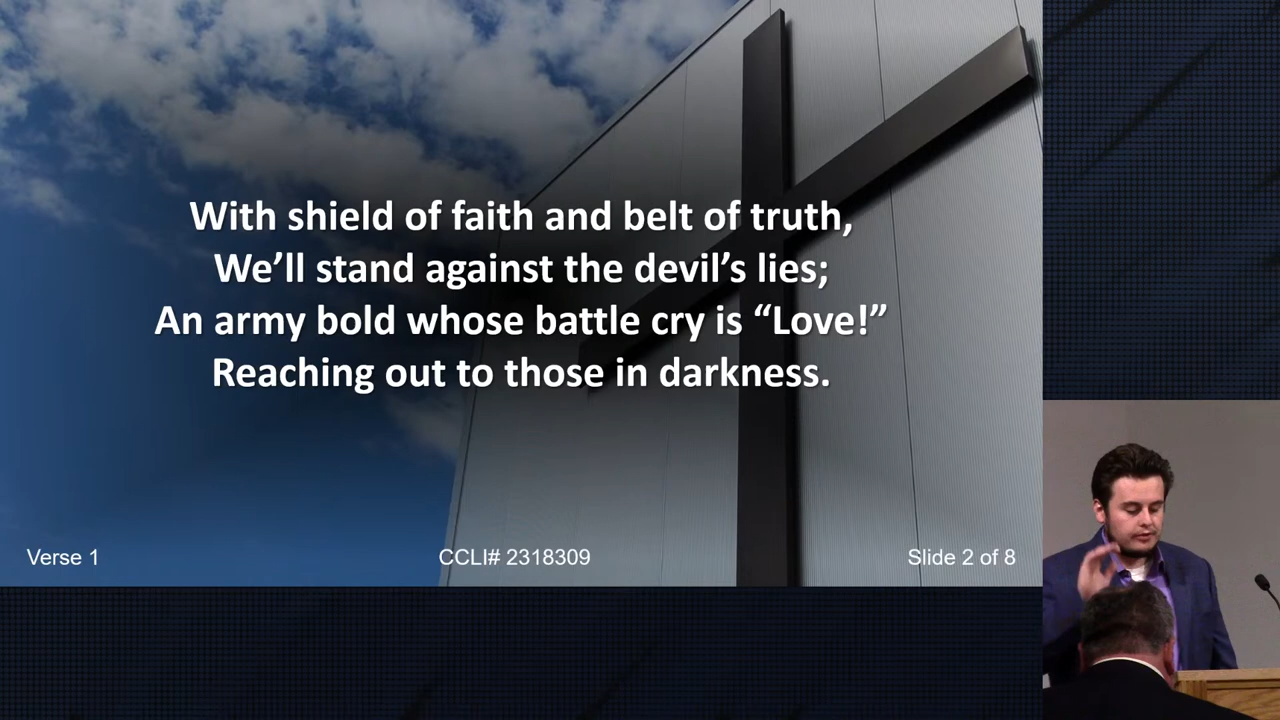 With shield of faith and belt of truth,
We’ll stand against the devil’s lies;
An army bold whose battle cry is “Love!”
Reaching out to those in darkness.
Verse 1
CCLI# 2318309
Slide 2 of 8